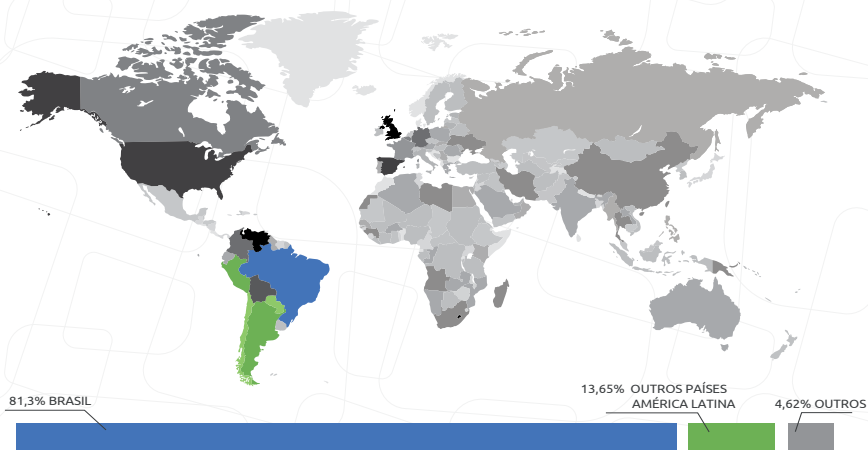 81,3% BRASIL
13,65% OUTROS PAÍSES
AMÉRICA LATINA
4,62% OUTROS